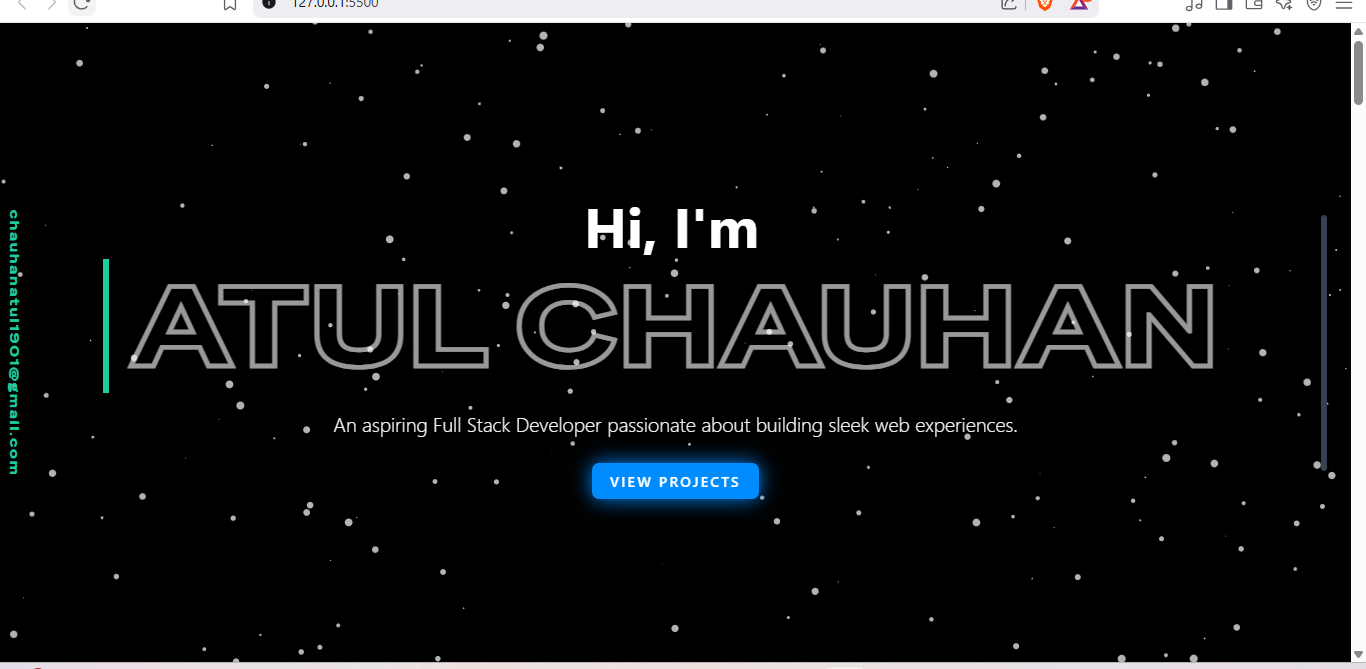 127.0.0.1:5500
Hi, I'm
ATUL CHAUHAN
An aspiring Full Stack Developer passionate about building sleek web experiences.
VIEW PROJECTS
chauhanatul1901@gmail.com